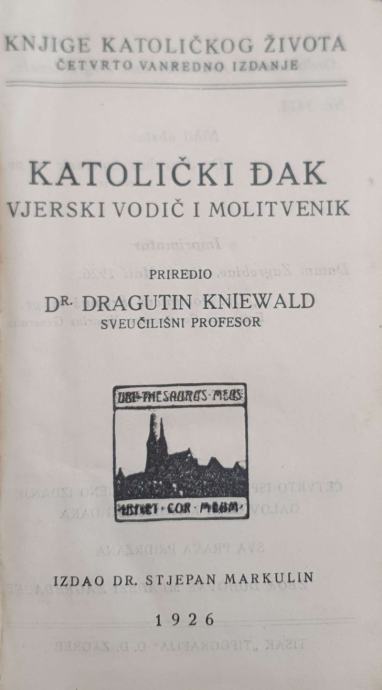 KNJIGE KATOLIČKOG ŽIVOTA
ČETVRTO VANREDNO IZDANJE
KATOLIČKI ĐAK
VJERSKI VODIČ I MOLITVENIK
PRIREDIO
DR. DRAGUTIN KNIEWALD
SVEUČILIŠNI PROFESOR
UBI·THESAURUS·MEUS
IBI·ET·COR·MEUM·
IZDAO DR. STJEPAN MARKULIN
1926